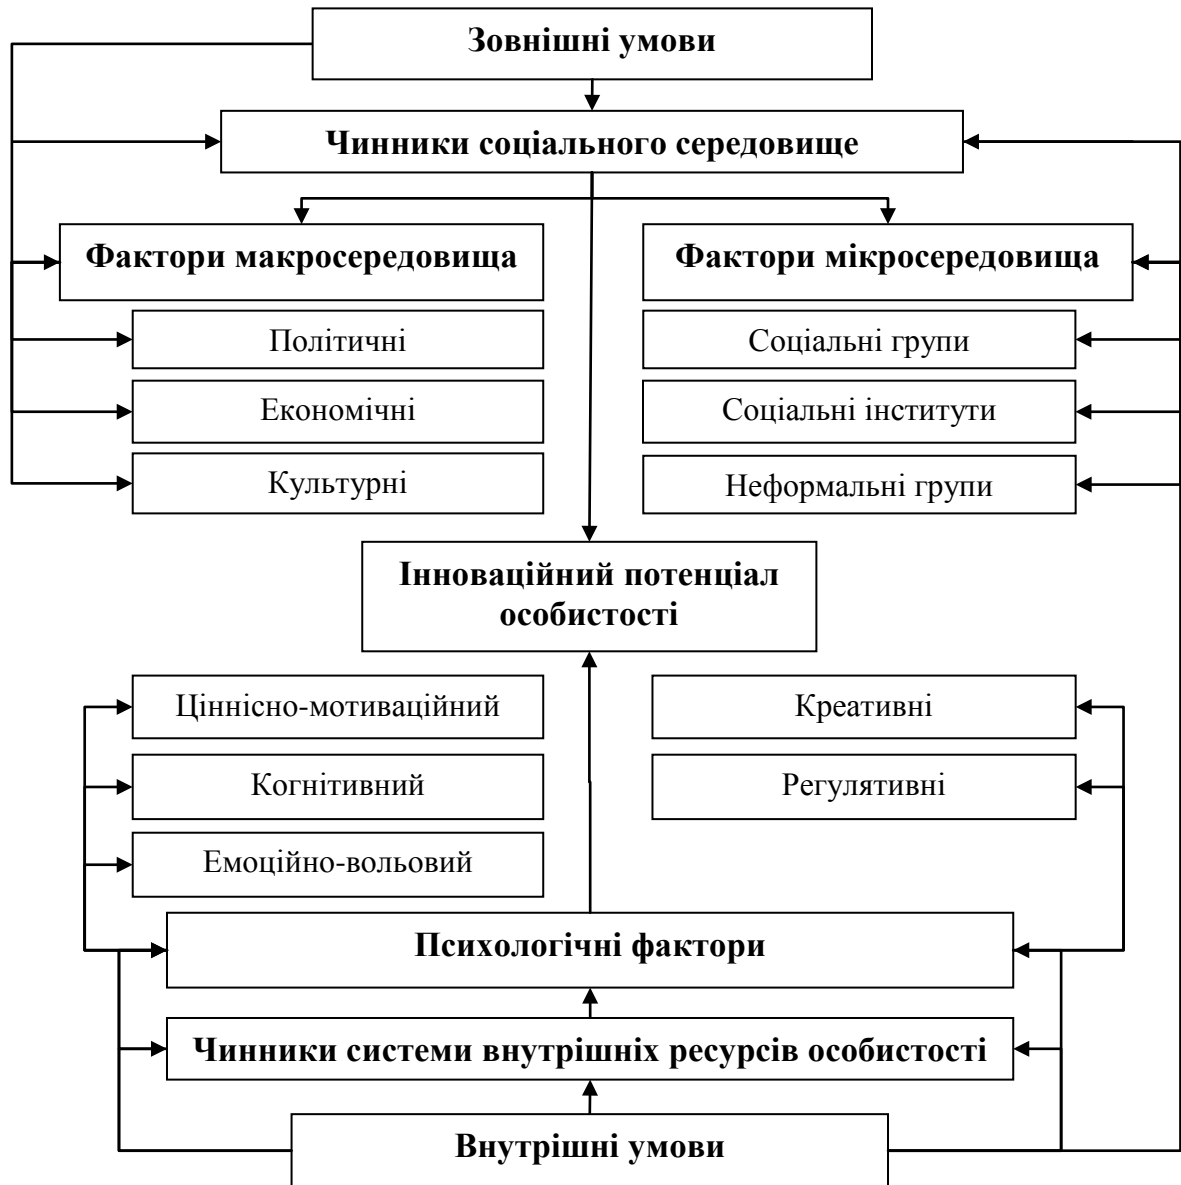 Зовнішні умови
Чинники соціального середовище
Фактори макросередовища
Фактори мікросередовища
Політичні
Соціальні групи
Економічні
Соціальні інститути
Культурні
Неформальні групи
Інноваційний потенціал
особистості
Ціннісно-мотиваційний
Креативні
Когнітивний
Регулятивні
Емоційно-вольовий
Психологічні фактори
Чинники системи внутрішніх ресурсів особистості
Внутрішні умови